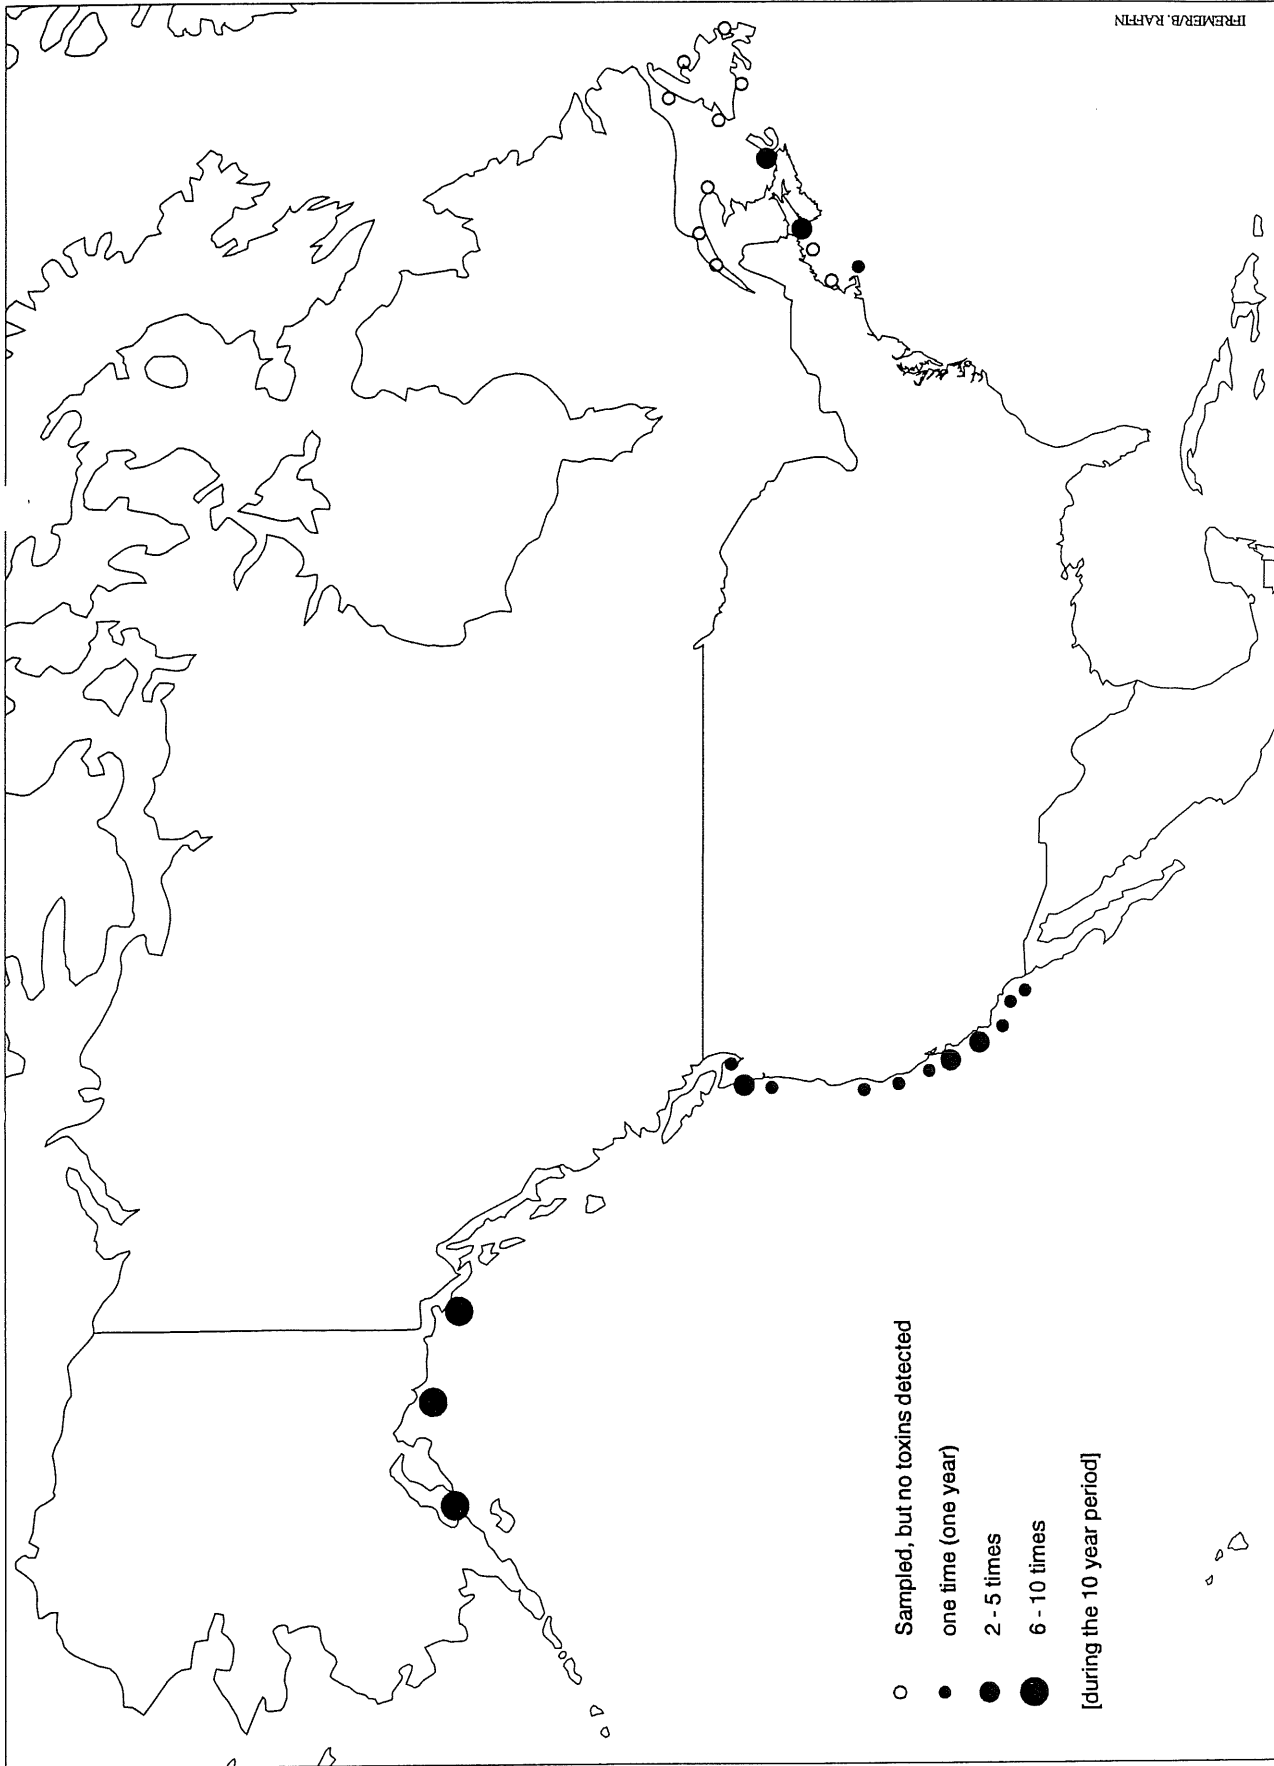 IFREMER/B. RAFFIN
Sampled, but no toxins detected
one time (one year)
2 - 5 times
6 - 10 times
[during the 10 year period]